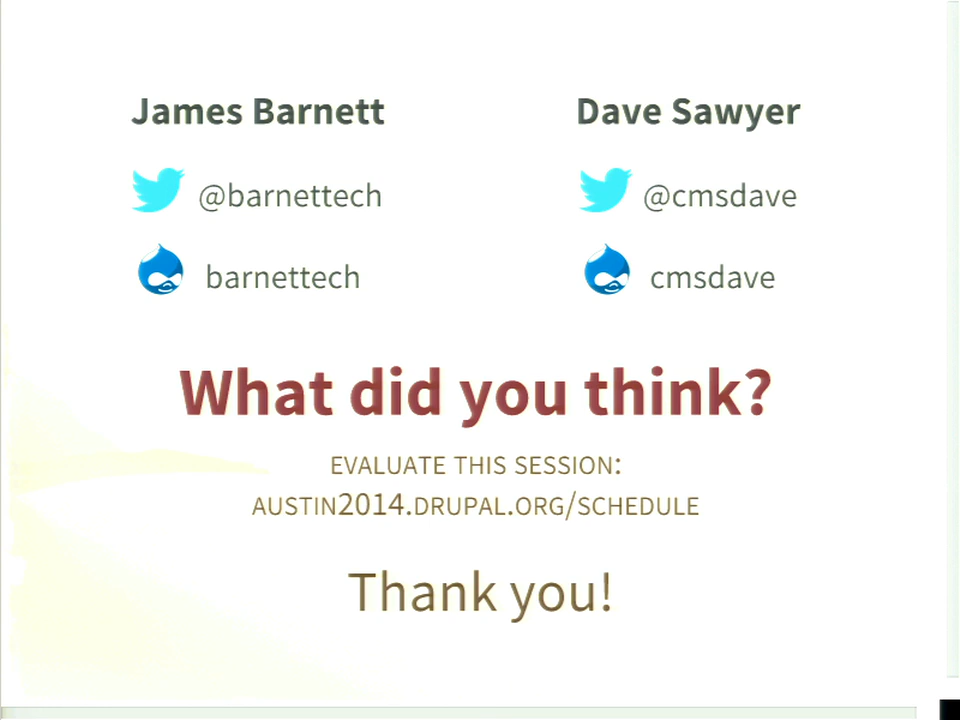 James Barnett
Dave Sawyer
@barnettech
@cmsdave
barnettech
cmsdave
What did you think?
EVALUATE THIS SESSION:
AUSTIN2014.DRUPAL.ORG/SCHEDULE
Thank you!